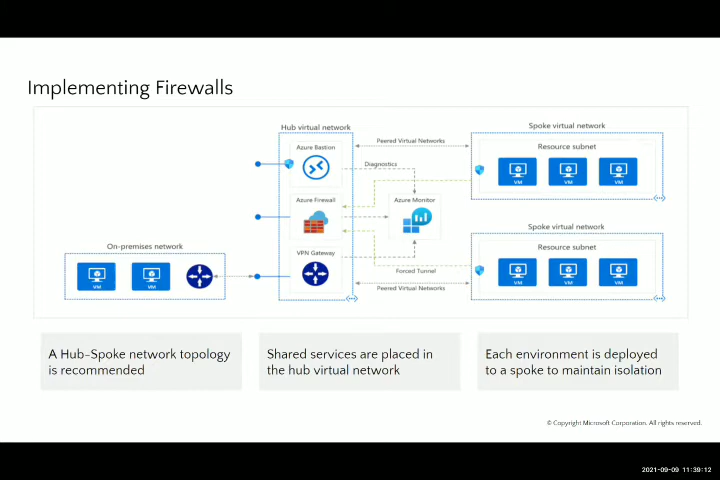 Implementing Firewalls
Hub virtual network
Spoke virtual network
Azure Bastion
Peered Virtual Networks
Resource subnet
Diagnostics
VM
VM
VM
Azure Firewall
Azure Monitor
Spoke virtual network
On-premises network
VPN Gateway
Resource subnet
VM
VM
Forced Tunnel
VM
VM
VM
Peered Virtual Networks
A Hub-Spoke network topology
is recommended
Shared services are placed in
the hub virtual network
Each environment is deployed
to a spoke to maintain isolation
© Copyright Microsoft Corporation. All rights reserved.
2021-09-09 11:39:12